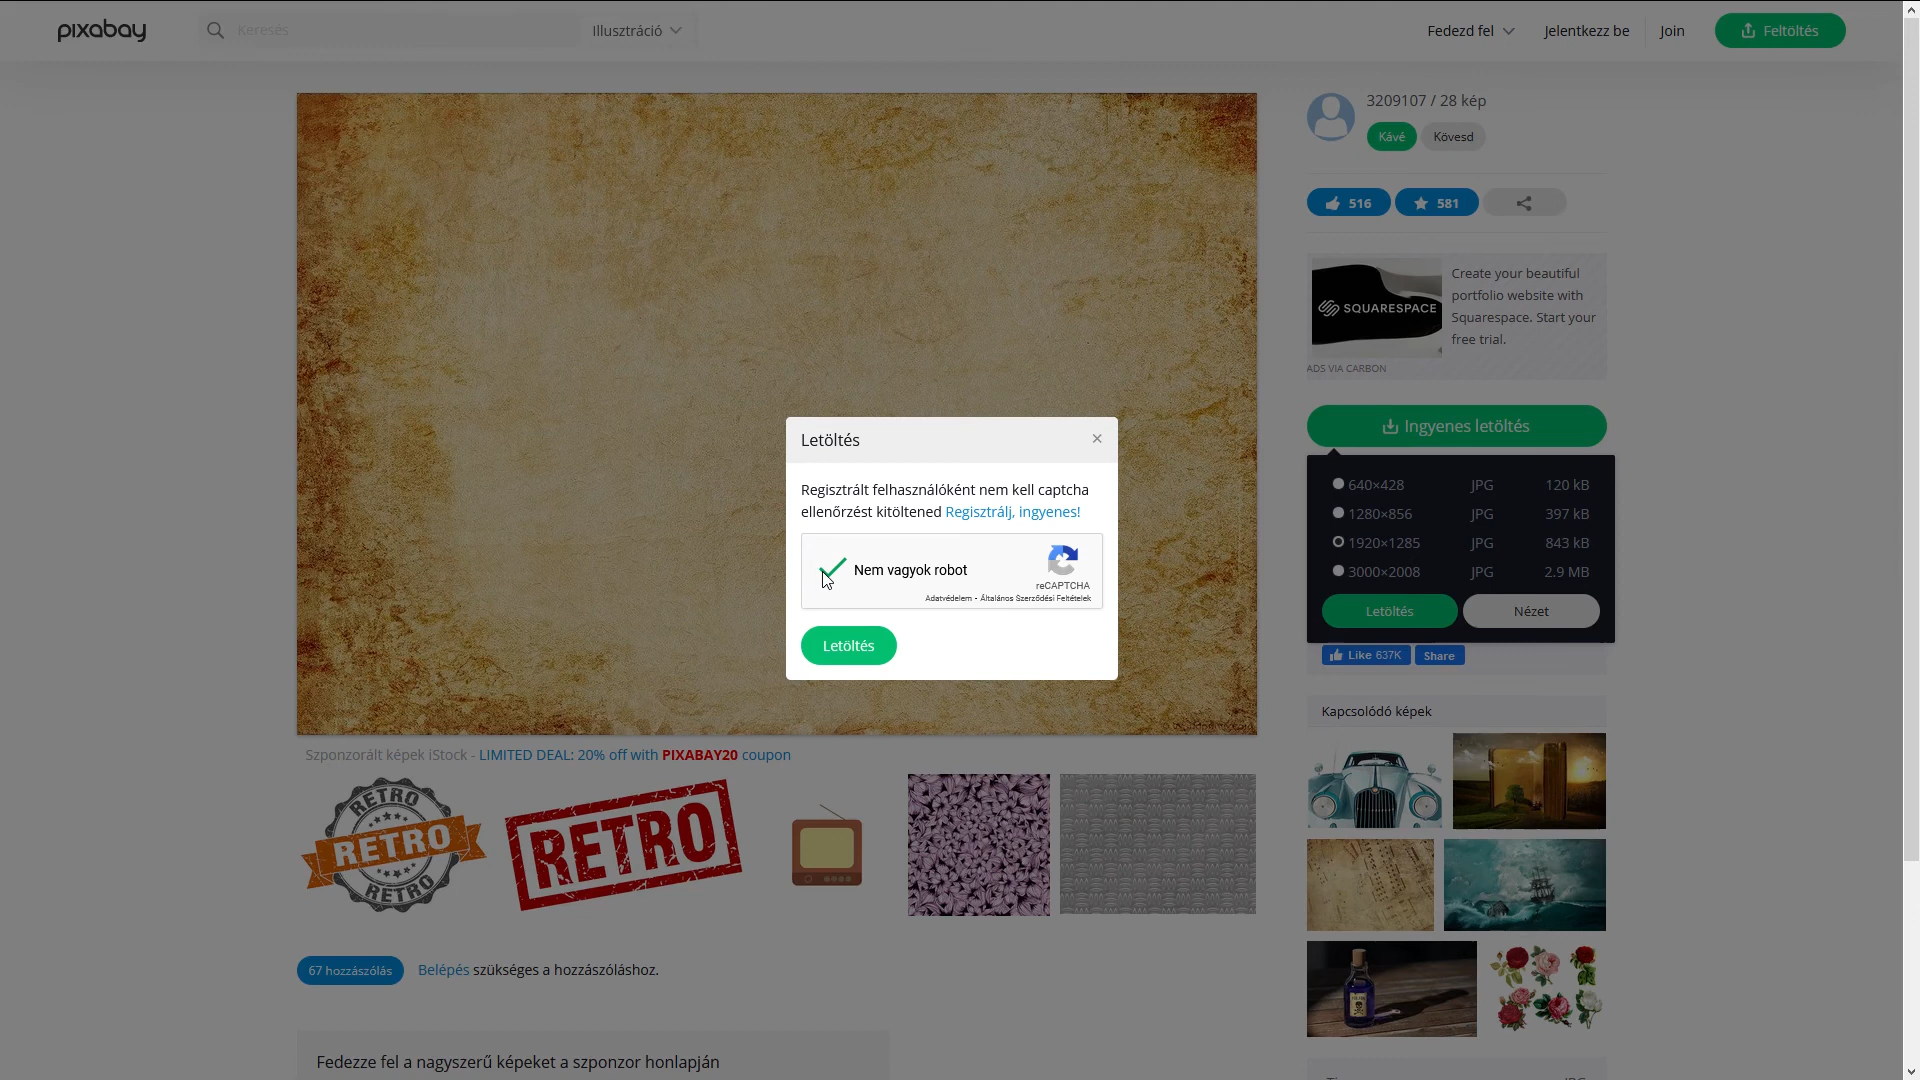 pixabay
Keresés
Illusztráció
Fedezd fel
Jelentkezz be
Join
Feltöltés
3209107 / 28 kép
Kávé
Kövesd
516
581
SQUARESPACE
Create your beautiful
portfolio website with
Squarespace. Start your
free trial.
ADS VIA CARBON
Ingyenes letöltés
640×428 JPG 120 kB
1280×856 JPG 397 kB
1920×1285 JPG 843 kB
3000×2008 JPG 2.9 MB
Letöltés
Nézet
Like 637K
Share
Letöltés
×
Regisztrált felhasználóként nem kell captcha
ellenőrzést kitöltened Regisztrálj, ingyenes!
Nem vagyok robot
reCAPTCHA
Adatvédelem - Általános Szerződési Feltételek
Letöltés
Kapcsolódó képek
Szponzorált képek iStock - LIMITED DEAL: 20% off with PIXABAY20 coupon
RETRO
RETRO
RETRO
RETRO
67 hozzászólás
Belépés szükséges a hozzászóláshoz.
Fedezze fel a nagyszerű képeket a szponzor honlapján